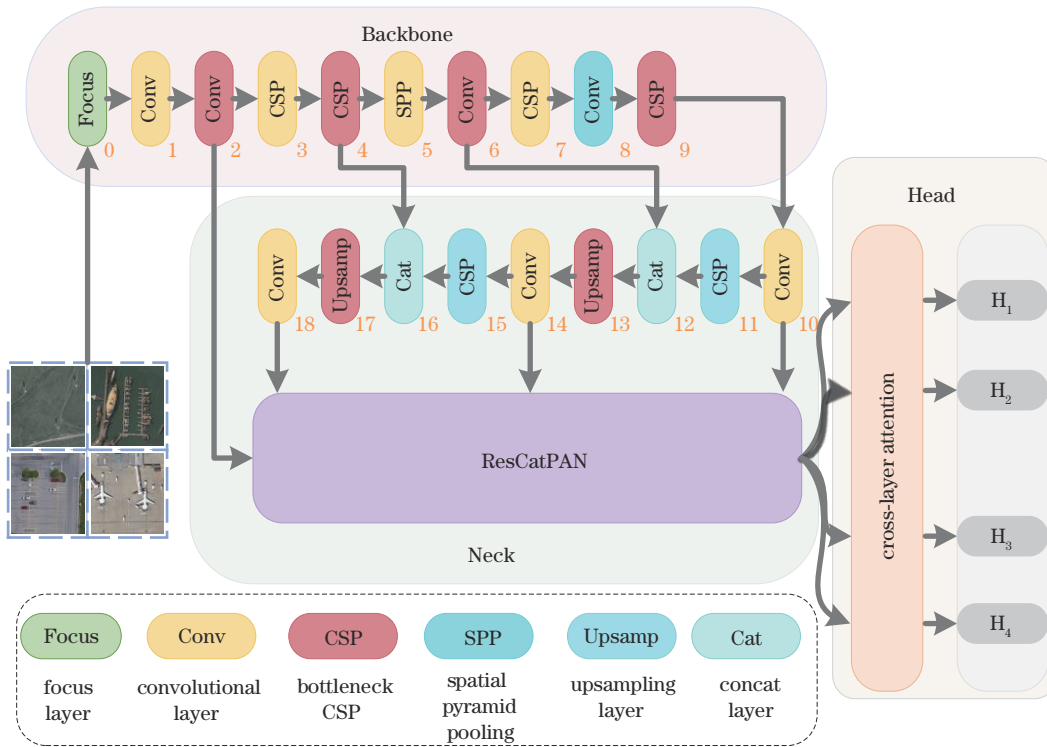 Backbone
Focus
Conv
Conv
CSP
CSP
SPP
Conv
CSP
Conv
CSP
0
1
2
3
4
5
6
7
8
9
Conv
Upsamp
Cat
CSP
Conv
Upsamp
Cat
CSP
Conv
18
17
16
15
14
13
12
11
10
ResCatPAN
Neck
Head
cross-layer attention
H₁
H₂
H₃
H₄
Focus
Conv
CSP
SPP
Upsamp
Cat
focus
layer
convolutional
layer
bottleneck
CSP
spatial
pyramid
pooling
upsampling
layer
concat
layer